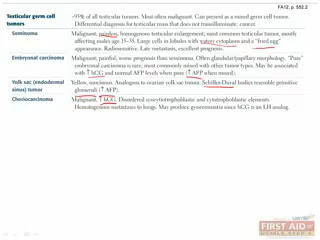 FA12, p. 552.2
Testicular germ cell tumors
~95% of all testicular tumors. Most often malignant. Can present as a mixed germ cell tumor.
Differential diagnosis for testicular mass that does not transilluminate: cancer.
Seminoma
Malignant; painless, homogenous testicular enlargement; most common testicular tumor, mostly
affecting males age 15–35. Large cells in lobules with watery cytoplasm and a "fried egg"
appearance. Radiosensitive. Late metastasis, excellent prognosis.
Embryonal carcinoma
Malignant; painful; worse prognosis than seminoma. Often glandular/papillary morphology. "Pure"
embryonal carcinoma is rare; most commonly mixed with other tumor types. May be associated
with ↑ hCG and normal AFP levels when pure (↑ AFP when mixed).
Yolk sac (endodermal sinus) tumor
Yellow, mucinous. Analogous to ovarian yolk sac tumor. Schiller-Duval bodies resemble primitive
glomeruli (↑ AFP).
Choriocarcinoma
Malignant, ↑ hCG. Disordered syncytiotrophoblastic and cytotrophoblastic elements.
Hematogenous metastases to lungs. May produce gynecomastia since hCG is an LH analog.
FIRST AID